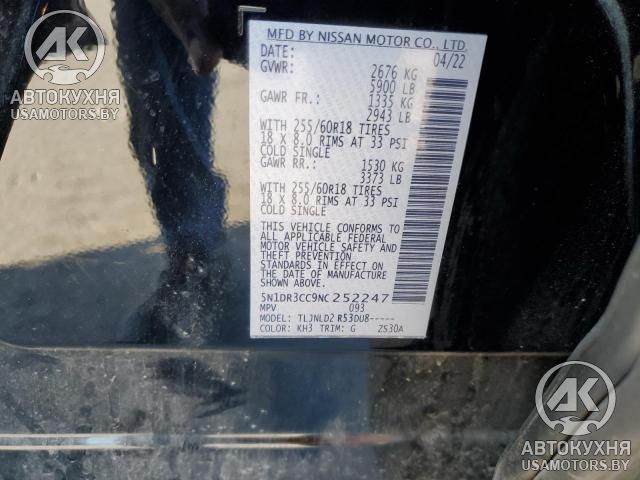 MFD BY NISSAN MOTOR CO., LTD.
DATE: 04/22
GVWR: 2676 KG
5900 LB
GAWR FR.: 1335 KG
2943 LB
WITH 255/60R18 TIRES
18 X 8.0 RIMS AT 33 PSI
COLD SINGLE
GAWR RR.: 1530 KG
3373 LB
WITH 255/60R18 TIRES
18 X 8.0 RIMS AT 33 PSI
COLD SINGLE
THIS VEHICLE CONFORMS TO
ALL APPLICABLE FEDERAL
MOTOR VEHICLE SAFETY AND
THEFT PREVENTION
STANDARDS IN EFFECT ON
THE DATE OF MANUFACTURE
SHOWN ABOVE.
5N1DR3CC9NC252247
MPV 093
MODEL: TLJNLD2 R53DU8-----
COLOR: KH3 TRIM: G ZS30A
AK
АВТОКУХНЯ
USAMOTORS.BY
AK
АВТОКУХНЯ
USAMOTORS.BY